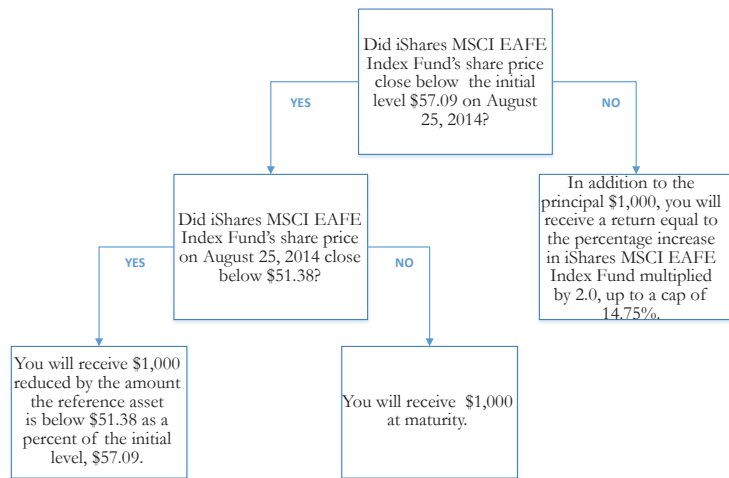 Did iShares MSCI EAFE
Index Fund's share price
close below the initial
level $57.09 on August
25, 2014?
YES
NO
Did iShares MSCI EAFE
Index Fund's share price
on August 25, 2014 close
below $51.38?
In addition to the
principal $1,000, you will
receive a return equal to
the percentage increase
in iShares MSCI EAFE
Index Fund multiplied
by 2.0, up to a cap of
14.75%.
YES
NO
You will receive $1,000
reduced by the amount
the reference asset
is below $51.38 as a
percent of the initial
level, $57.09.
You will receive $1,000
at maturity.